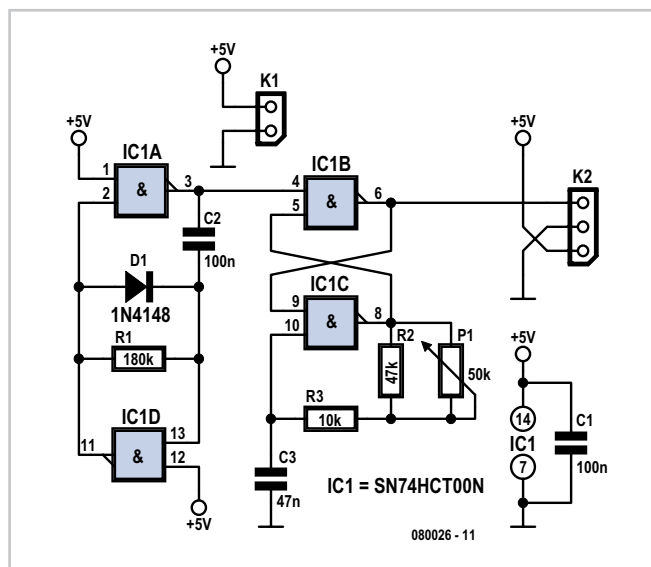 +5V
K1
+5V
+5V
IC1A
IC1B
K2
1
2
&
3
4
5
&
6
C2
100n
D1
1N4148
IC1C
9
10
&
8
R2
47k
P1
50k
+5V
R1
180k
R3
10k
14
IC1
7
C1
100n
IC1D
11
&
13
12
C3
47n
IC1 = SN74HCT00N
+5V
080026 - 11